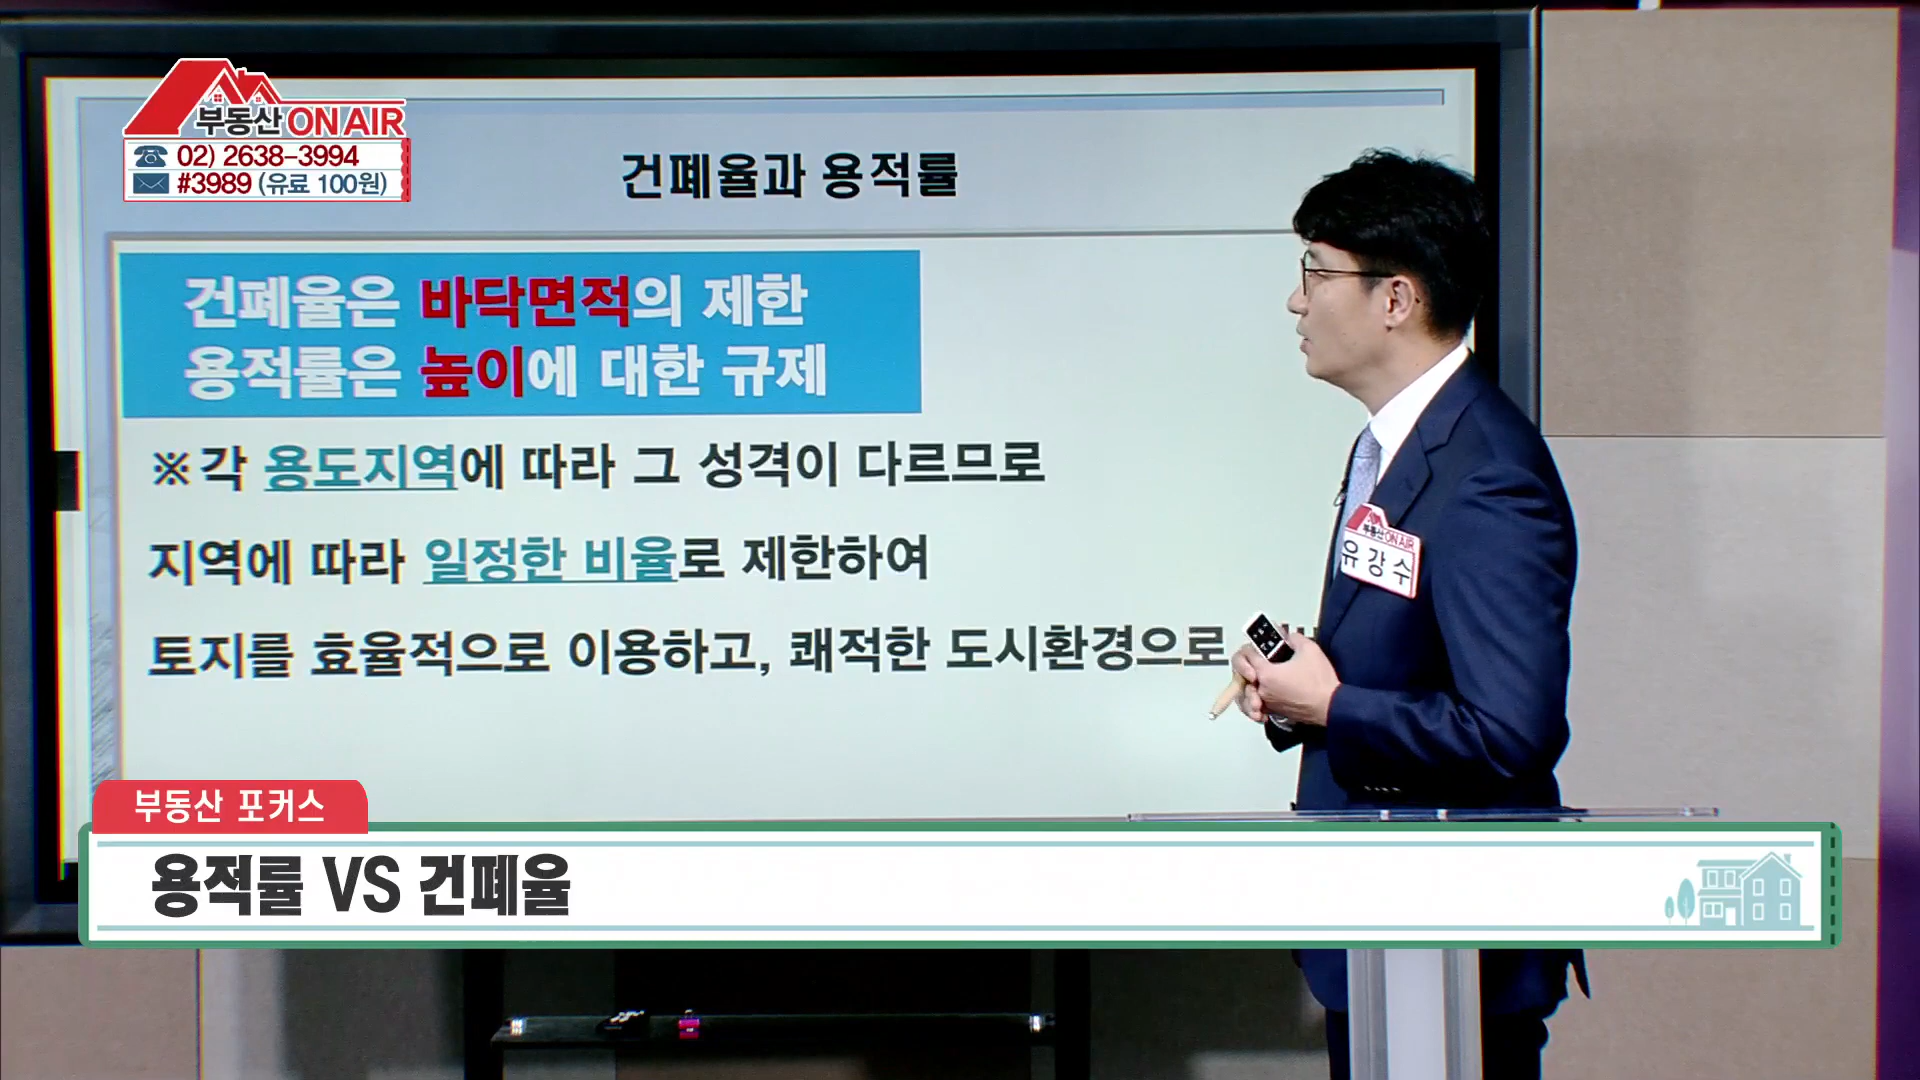 부동산 ON AIR
02) 2638-3994
#3989 (유료 100원)
건폐율과 용적률
건폐율은 바닥면적의 제한
용적률은 높이에 대한 규제
※각 용도지역에 따라 그 성격이 다르므로
지역에 따라 일정한 비율로 제한하여
토지를 효율적으로 이용하고, 쾌적한 도시환경으로
부동산 ON AIR
유강수
부동산 포커스
용적률 VS 건폐율